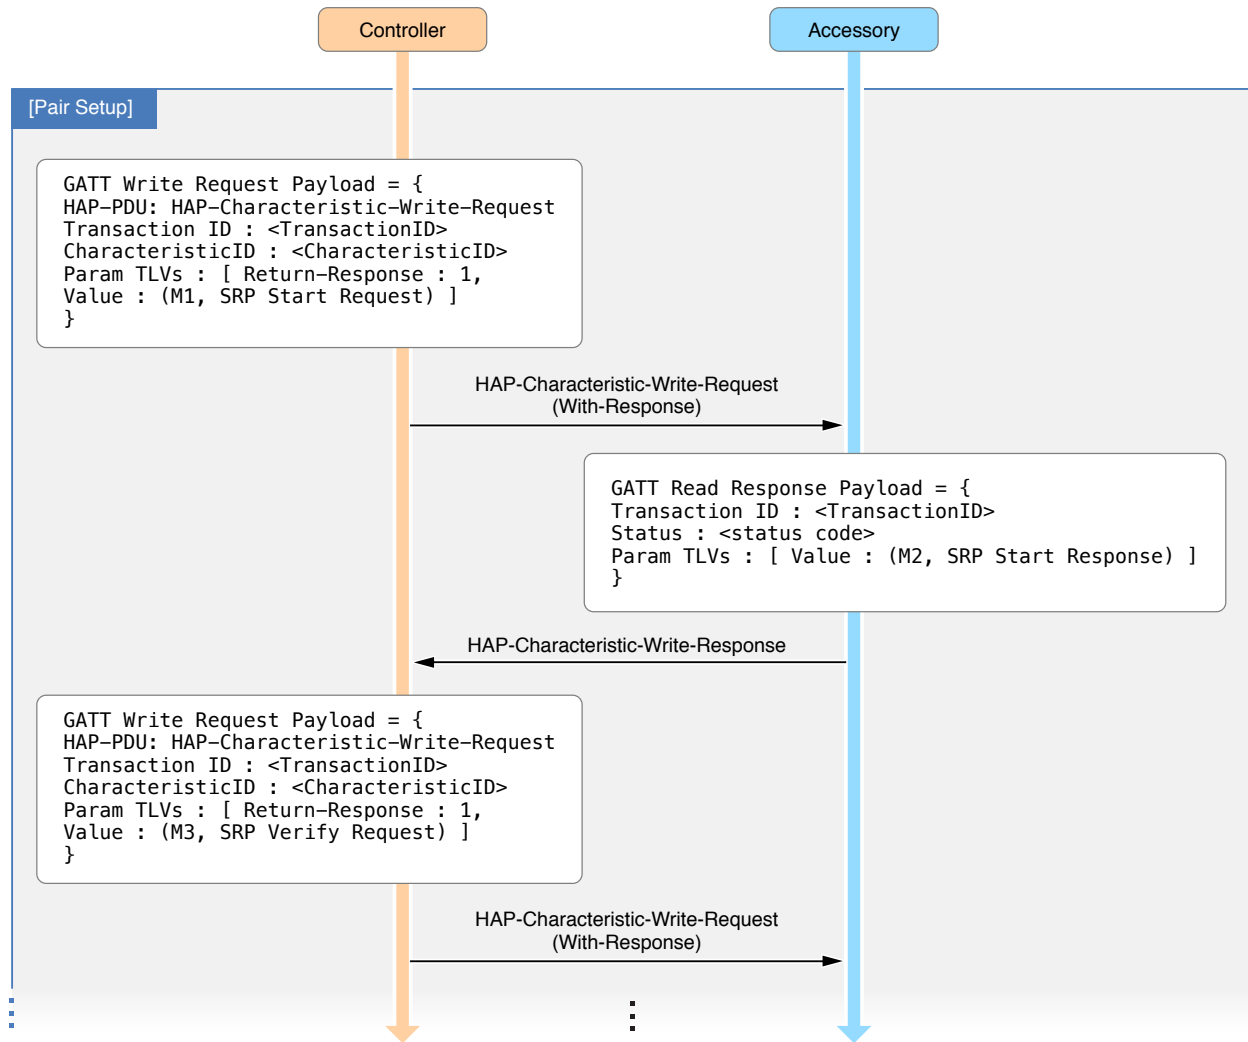 Controller
Accessory
[Pair Setup]
GATT Write Request Payload = {
HAP-PDU: HAP-Characteristic-Write-Request
Transaction ID : <TransactionID>
CharacteristicID : <CharacteristicID>
Param TLVs : [ Return-Response : 1,
Value : (M1, SRP Start Request) ]
}
HAP-Characteristic-Write-Request
(With-Response)
GATT Read Response Payload = {
Transaction ID : <TransactionID>
Status : <status code>
Param TLVs : [ Value : (M2, SRP Start Response) ]
}
HAP-Characteristic-Write-Response
GATT Write Request Payload = {
HAP-PDU: HAP-Characteristic-Write-Request
Transaction ID : <TransactionID>
CharacteristicID : <CharacteristicID>
Param TLVs : [ Return-Response : 1,
Value : (M3, SRP Verify Request) ]
}
HAP-Characteristic-Write-Request
(With-Response)